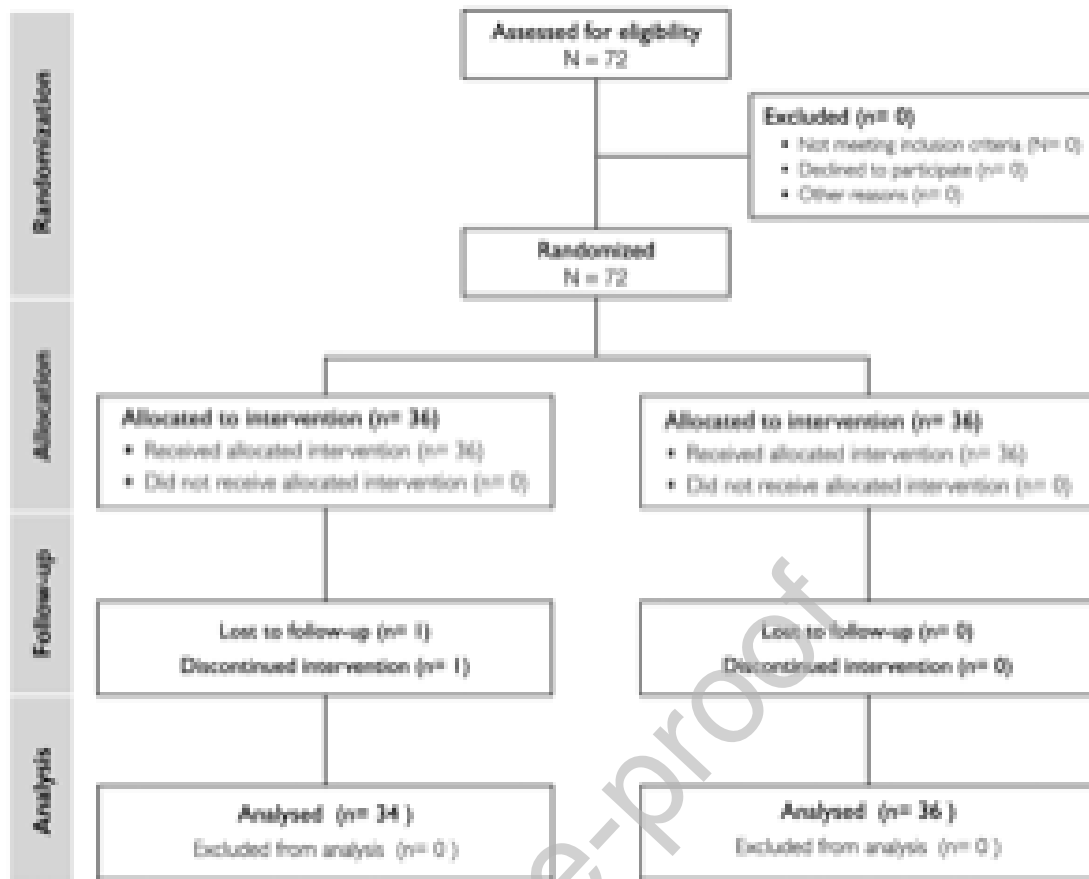 Randomization
Assessed for eligibility
N = 72
Excluded (n= 0)
• Not meeting inclusion criteria (N= 0)
• Declined to participate (n= 0)
• Other reasons (n= 0)
Randomized
N = 72
Allocation
Allocated to intervention (n= 36)
• Received allocated intervention (n= 36)
• Did not receive allocated intervention (n= 0)
Allocated to intervention (n= 36)
• Received allocated intervention (n= 36)
• Did not receive allocated intervention (n= 0)
Follow-up
Lost to follow-up (n= 1)
Discontinued intervention (n= 1)
Lost to follow-up (n= 0)
Discontinued intervention (n= 0)
Analysis
Analysed (n= 34 )
Excluded from analysis (n= 0 )
Analysed (n= 36 )
Excluded from analysis (n= 0 )
e-proof